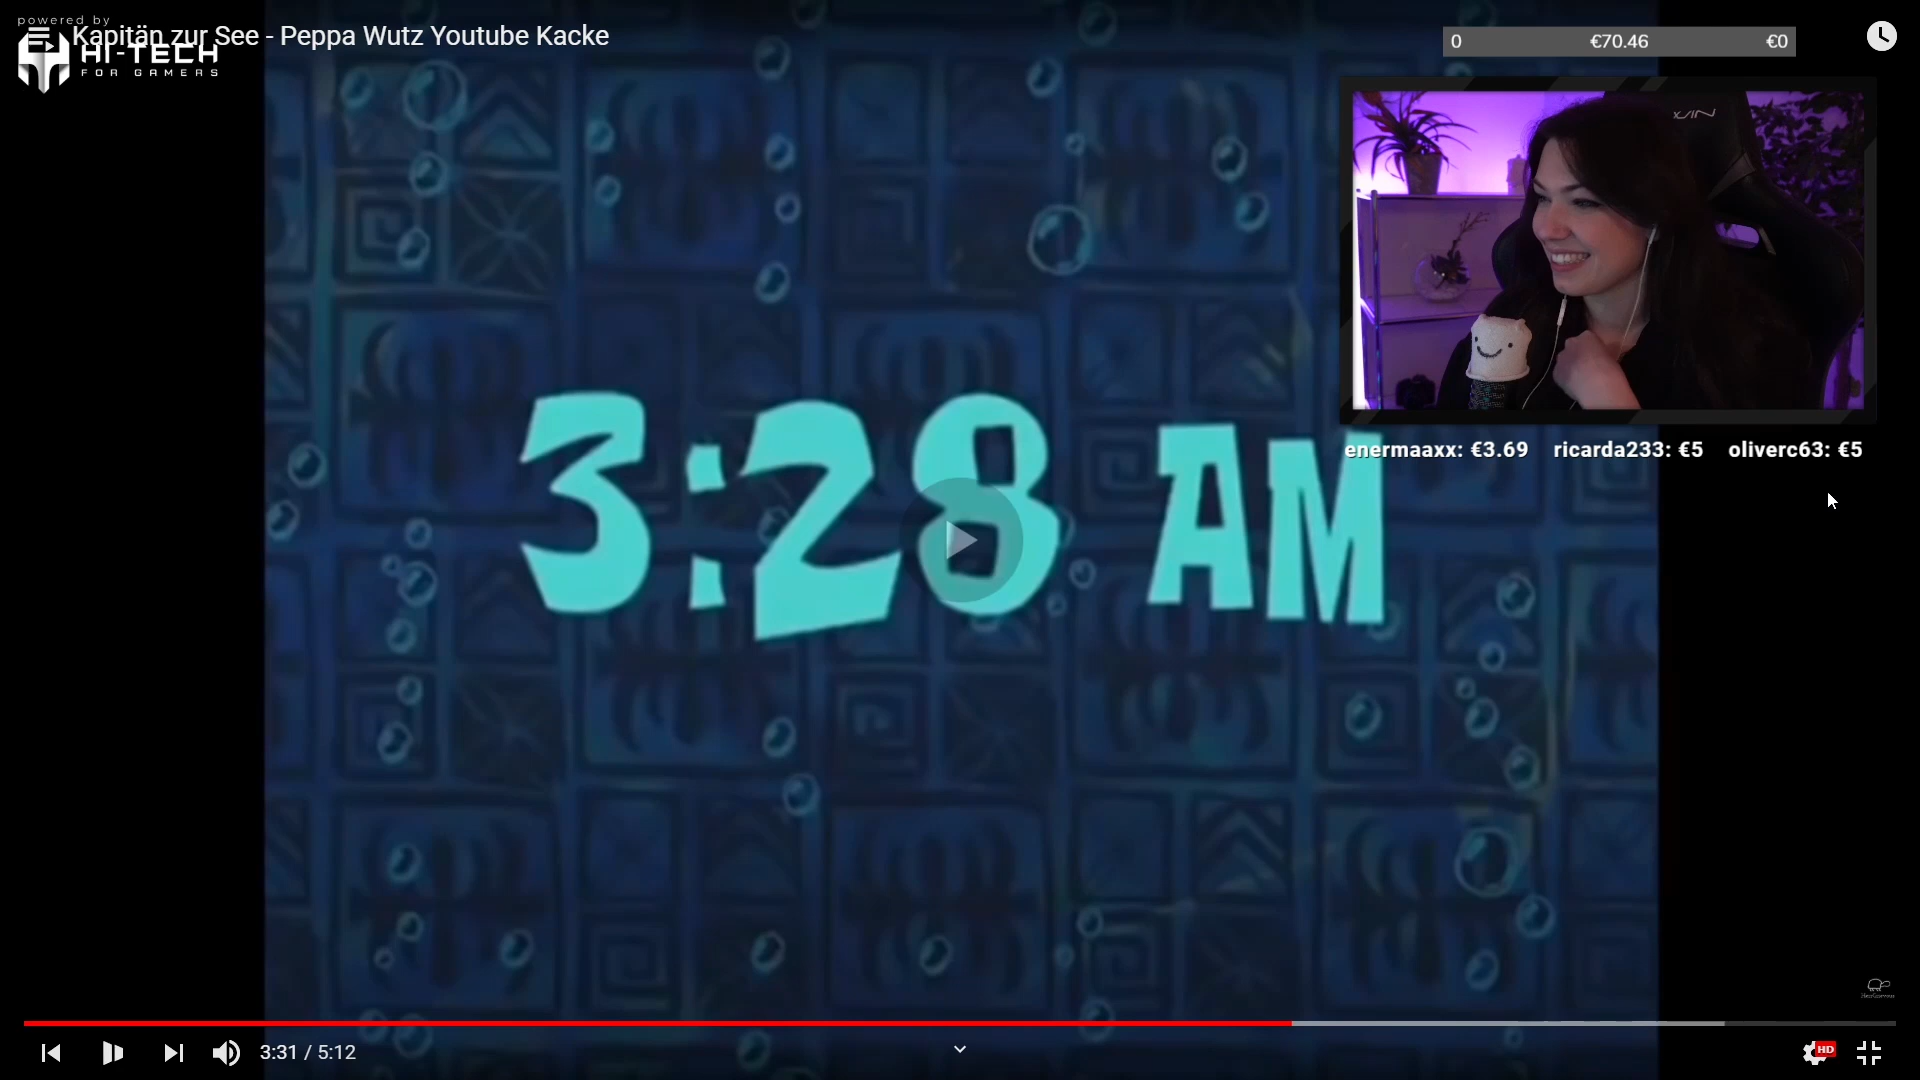 powered by
Kapitän zur See - Peppa Wutz Youtube Kacke
HI-TECH
FOR GAMERS
0 €70.46 €0
3:28 AM
enermaaxx: €3.69 ricarda233: €5 oliverc63: €5
3:31 / 5:12
HD